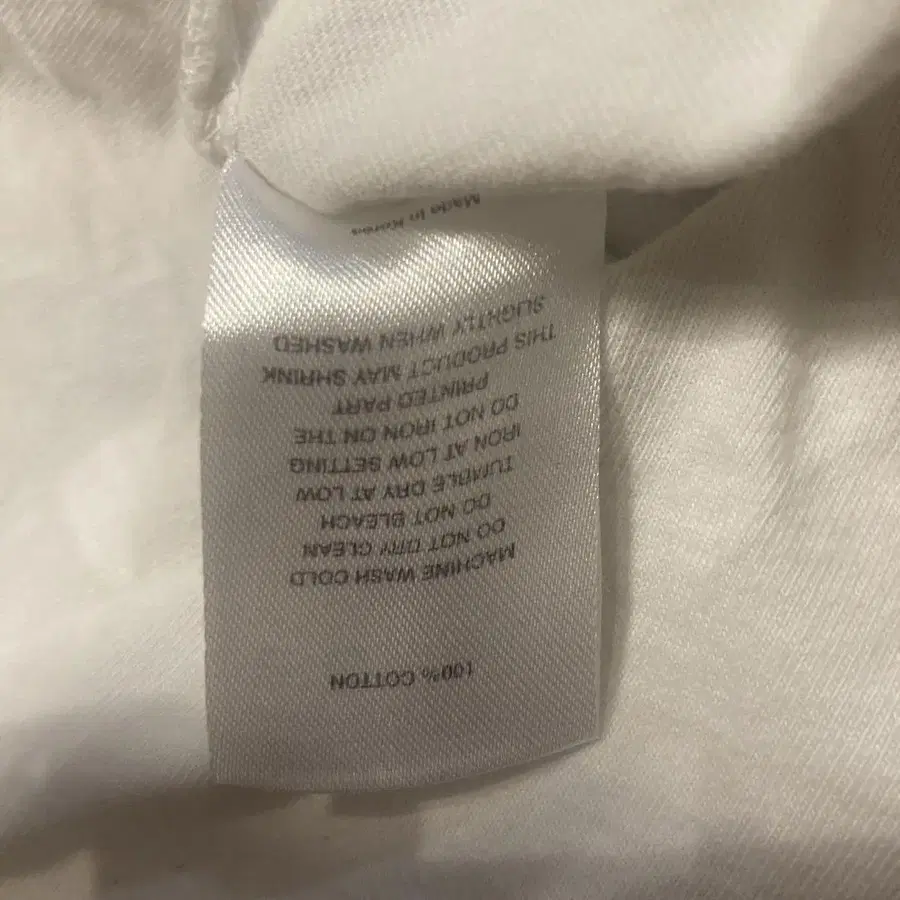 100% COTTON
MACHINE WASH COLD
DO NOT DRY CLEAN
DO NOT BLEACH
TUMBLE DRY AT LOW
IRON AT LOW SETTING
DO NOT IRON ON THE
PRINTED PART
THIS PRODUCT MAY SHRINK
SLIGHTLY WHEN WASHED
Made in Korea